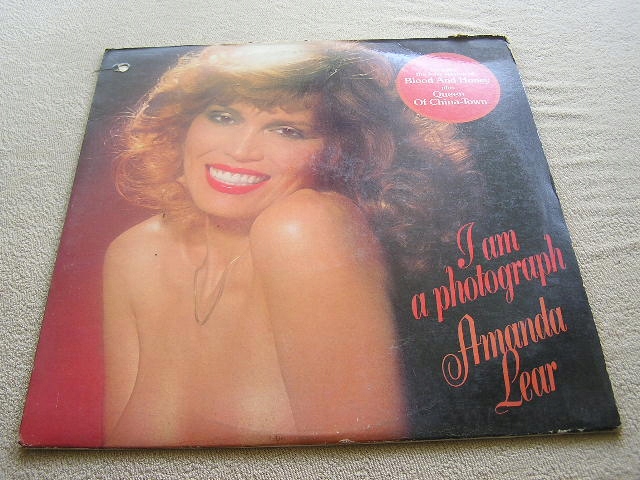 Blood And Honey
plus
Queen
Of China-Town
I am
a photograph
Amanda
Lear